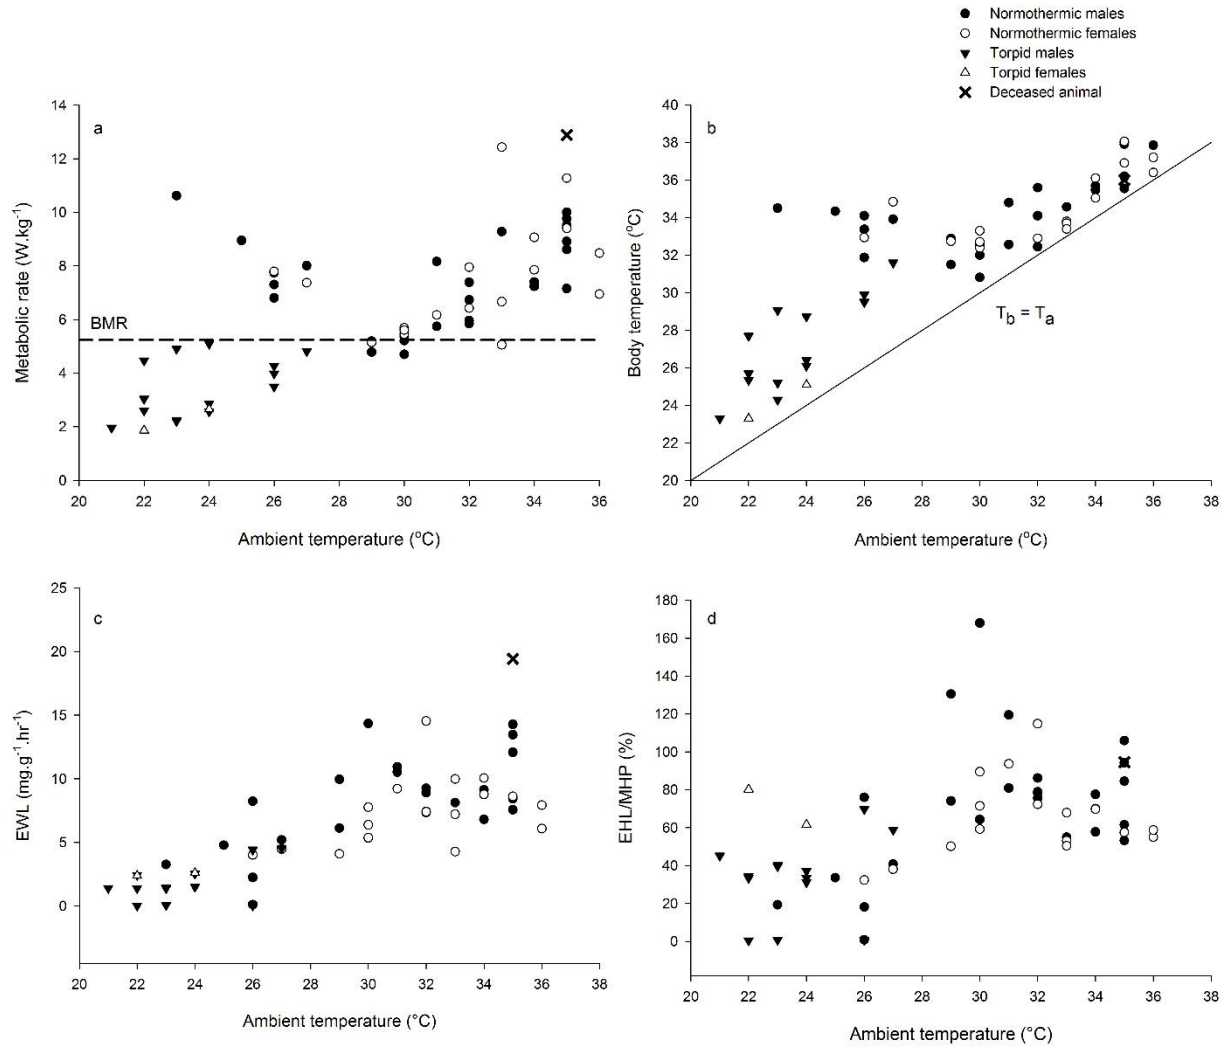 Normothermic males
Normothermic females
Torpid males
Torpid females
Deceased animal
a
Metabolic rate (W.kg⁻¹)
14
12
10
8
6
4
2
0
BMR
20 22 24 26 28 30 32 34 36
Ambient temperature (°C)
b
Body temperature (°C)
40
38
36
34
32
30
28
26
24
22
20
T_b = T_a
20 22 24 26 28 30 32 34 36 38
Ambient temperature (°C)
c
EWL (mg.g⁻¹.hr⁻¹)
25
20
15
10
5
0
20 22 24 26 28 30 32 34 36 38
Ambient temperature (°C)
d
EHL/MHP (%)
180
160
140
120
100
80
60
40
20
0
20 22 24 26 28 30 32 34 36 38
Ambient temperature (°C)